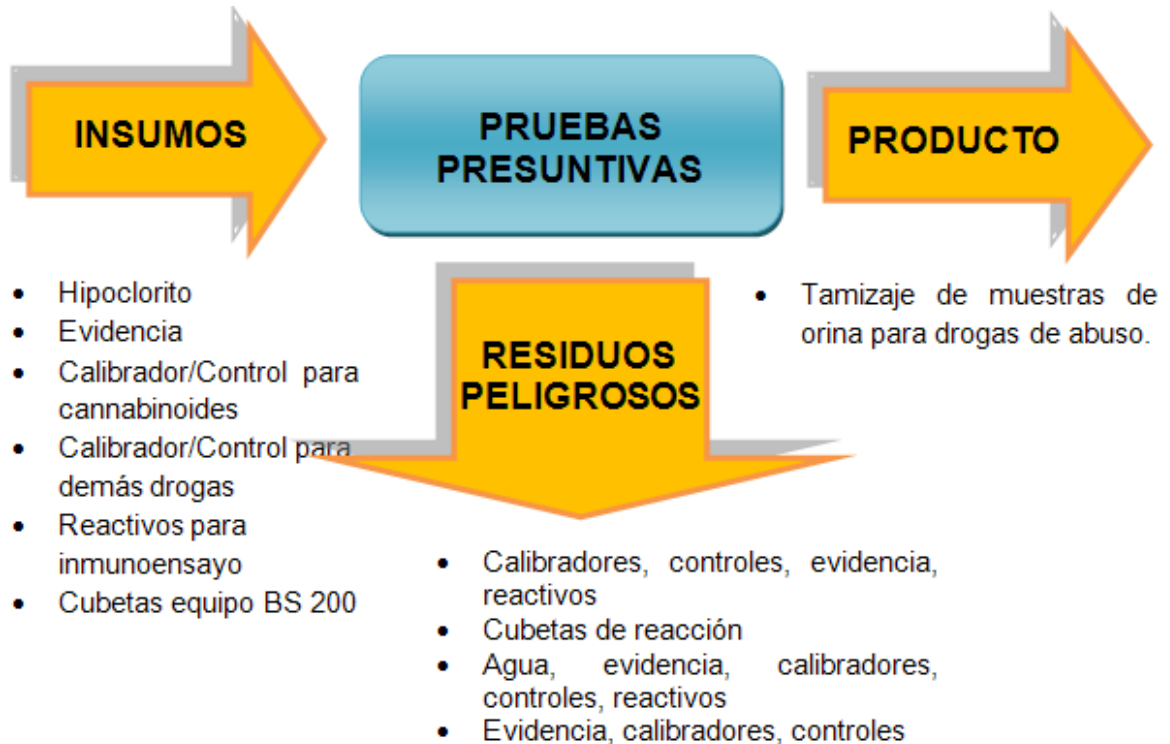 INSUMOS
PRUEBAS
PRESUNTIVAS
PRODUCTO
• Hipoclorito
• Evidencia
• Calibrador/Control para
cannabinoides
• Calibrador/Control para
demás drogas
• Reactivos para
inmunoensayo
• Cubetas equipo BS 200
RESIDUOS
PELIGROSOS
• Tamizaje de muestras de
orina para drogas de abuso.
• Calibradores, controles, evidencia,
reactivos
• Cubetas de reacción
• Agua, evidencia, calibradores,
controles, reactivos
• Evidencia, calibradores, controles